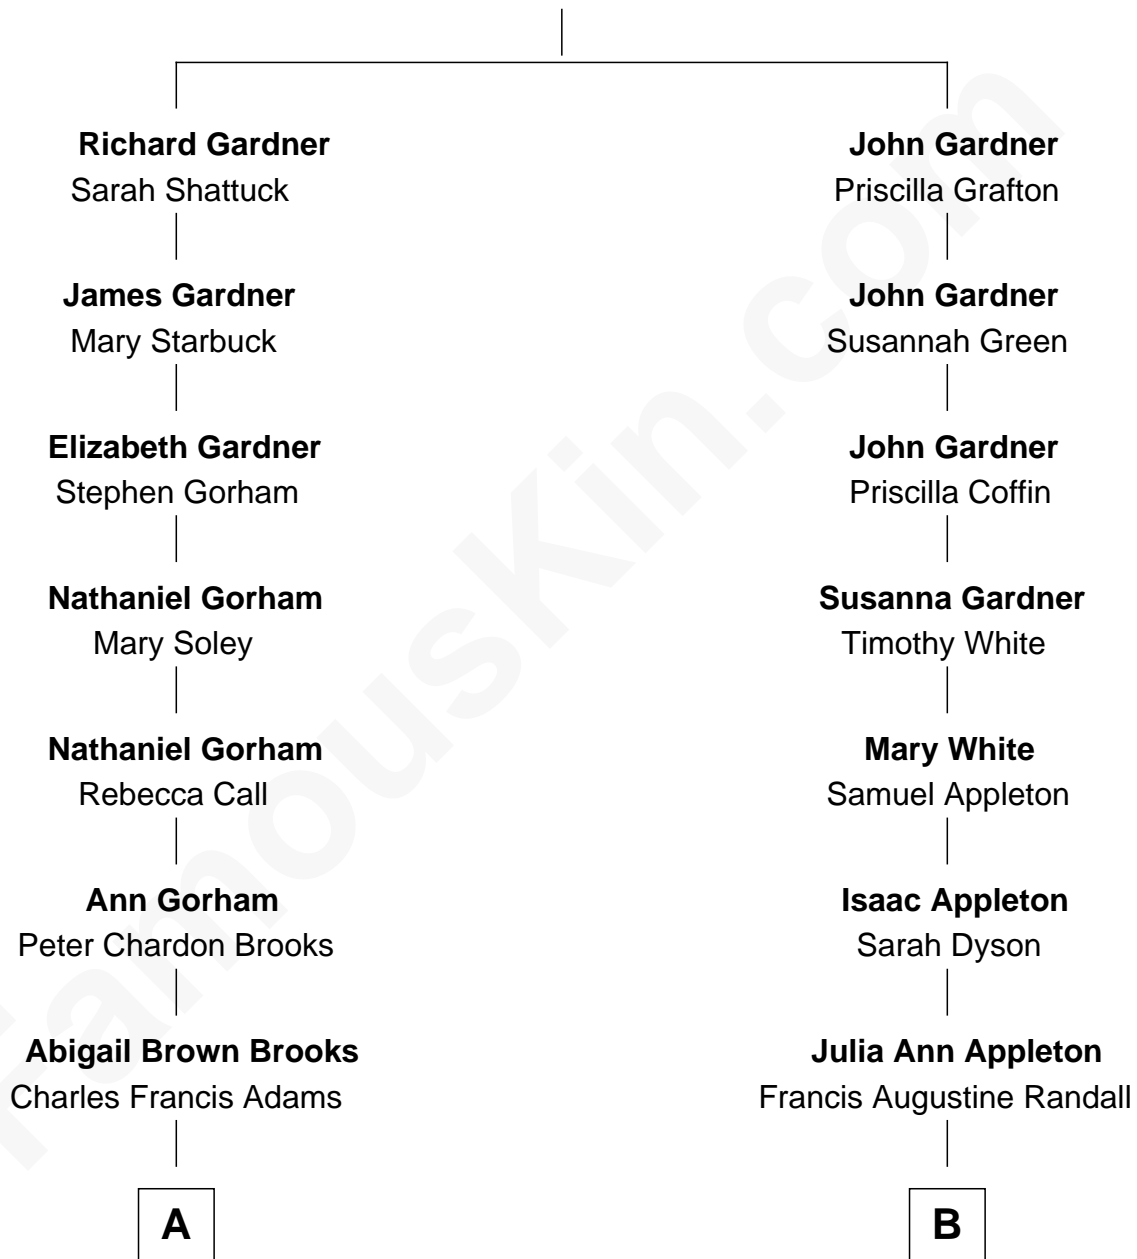 Richard Gardner
Sarah Shattuck
James Gardner
Mary Starbuck
Elizabeth Gardner
Stephen Gorham
Nathaniel Gorham
Mary Soley
Nathaniel Gorham
Rebecca Call
Ann Gorham
Peter Chardon Brooks
Abigail Brown Brooks
Charles Francis Adams
A
John Gardner
Priscilla Grafton
John Gardner
Susannah Green
John Gardner
Priscilla Coffin
Susanna Gardner
Timothy White
Mary White
Samuel Appleton
Isaac Appleton
Sarah Dyson
Julia Ann Appleton
Francis Augustine Randall
B
FamousKin.com